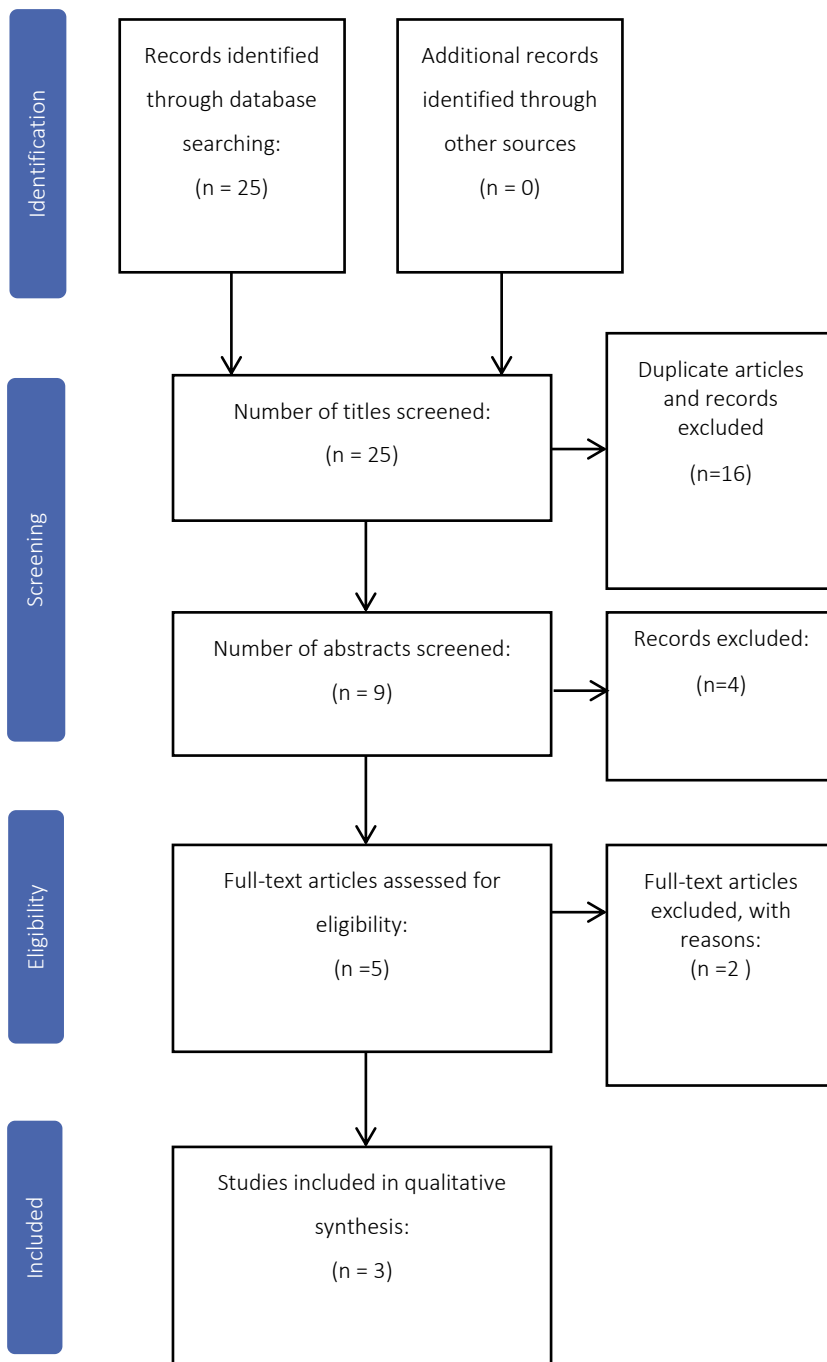 Identification
Records identified
through database
searching:
(n = 25)
Additional records
identified through
other sources
(n = 0)
Screening
Number of titles screened:
(n = 25)
Duplicate articles
and records
excluded
(n=16)
Number of abstracts screened:
(n = 9)
Records excluded:
(n=4)
Eligibility
Full-text articles assessed for
eligibility:
(n =5)
Full-text articles
excluded, with
reasons:
(n =2 )
Included
Studies included in qualitative
synthesis:
(n = 3)